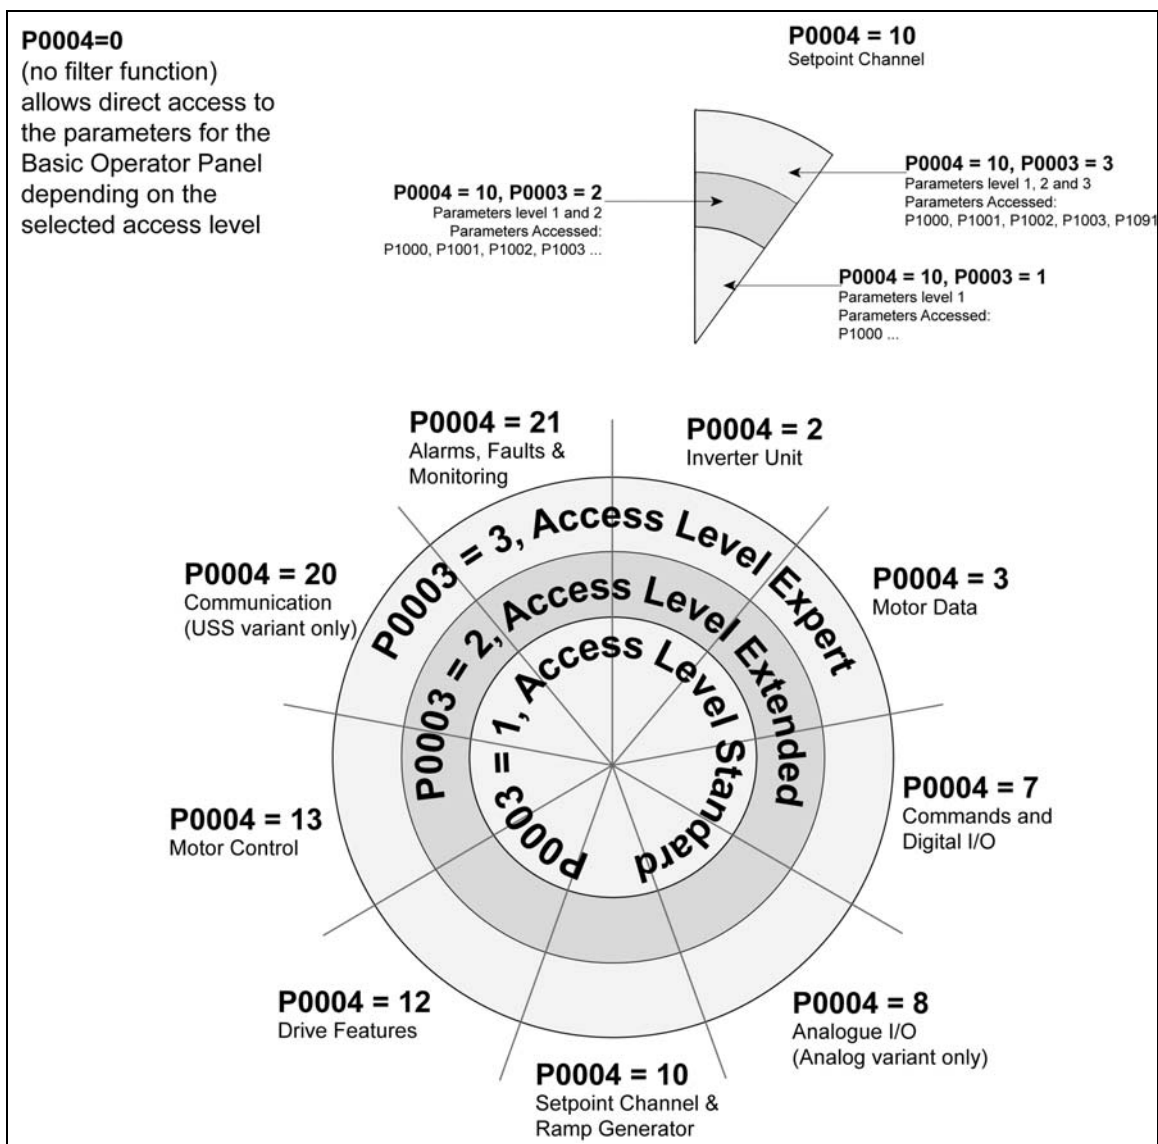 P0004=0
(no filter function)
allows direct access to
the parameters for the
Basic Operator Panel
depending on the
selected access level
P0004 = 10
Setpoint Channel
P0004 = 10, P0003 = 3
Parameters level 1, 2 and 3
Parameters Accessed:
P1000, P1001, P1002, P1003, P1091
P0004 = 10, P0003 = 2
Parameters level 1 and 2
Parameters Accessed:
P1000, P1001, P1002, P1003 ...
P0004 = 10, P0003 = 1
Parameters level 1
Parameters Accessed:
P1000 ...
P0004 = 21
Alarms, Faults &
Monitoring
P0004 = 2
Inverter Unit
P0004 = 20
Communication
(USS variant only)
P0004 = 3
Motor Data
P0003 = 3, Access Level Expert
P0003 = 2, Access Level Extended
P0003 = 1, Access Level Standard
P0004 = 13
Motor Control
P0004 = 7
Commands and
Digital I/O
P0004 = 12
Drive Features
P0004 = 8
Analogue I/O
(Analog variant only)
P0004 = 10
Setpoint Channel &
Ramp Generator